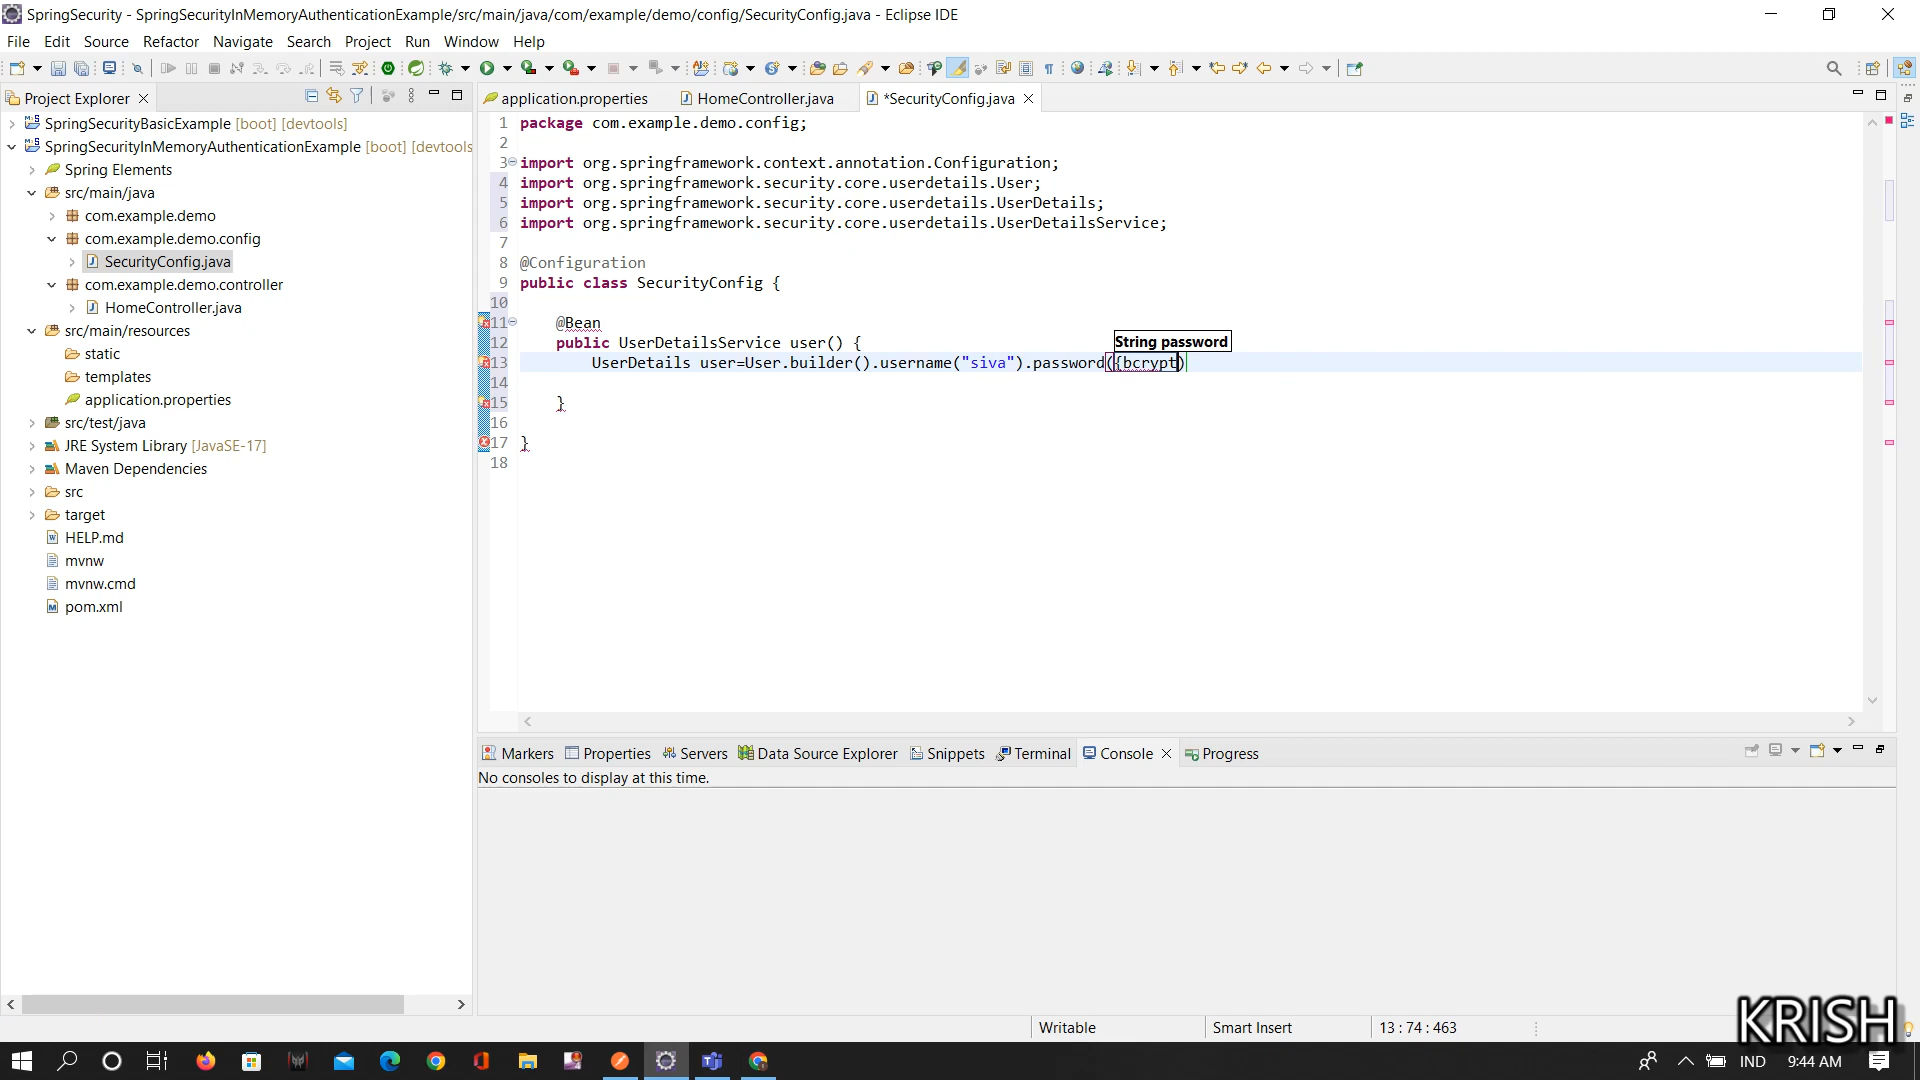 SpringSecurity - SpringSecurityInMemoryAuthenticationExample/src/main/java/com/example/demo/config/SecurityConfig.java - Eclipse IDE
File Edit Source Refactor Navigate Search Project Run Window Help
Project Explorer
application.properties HomeController.java *SecurityConfig.java
SpringSecurityBasicExample [boot] [devtools]
SpringSecurityInMemoryAuthenticationExample [boot] [devtools
Spring Elements
src/main/java
com.example.demo
com.example.demo.config
SecurityConfig.java
com.example.demo.controller
HomeController.java
src/main/resources
static
templates
application.properties
src/test/java
JRE System Library [JavaSE-17]
Maven Dependencies
src
target
HELP.md
mvnw
mvnw.cmd
pom.xml
1 package com.example.demo.config;
2
3 import org.springframework.context.annotation.Configuration;
4 import org.springframework.security.core.userdetails.User;
5 import org.springframework.security.core.userdetails.UserDetails;
6 import org.springframework.security.core.userdetails.UserDetailsService;
7
8 @Configuration
9 public class SecurityConfig {
10
11 @Bean
12 public UserDetailsService user() {
String password
13 UserDetails user=User.builder().username("siva").password({bcrypt)
14
15 }
16
17 }
18
Markers Properties Servers Data Source Explorer Snippets Terminal Console Progress
No consoles to display at this time.
Writable Smart Insert 13 : 74 : 463
KRISH
IND 9:44 AM